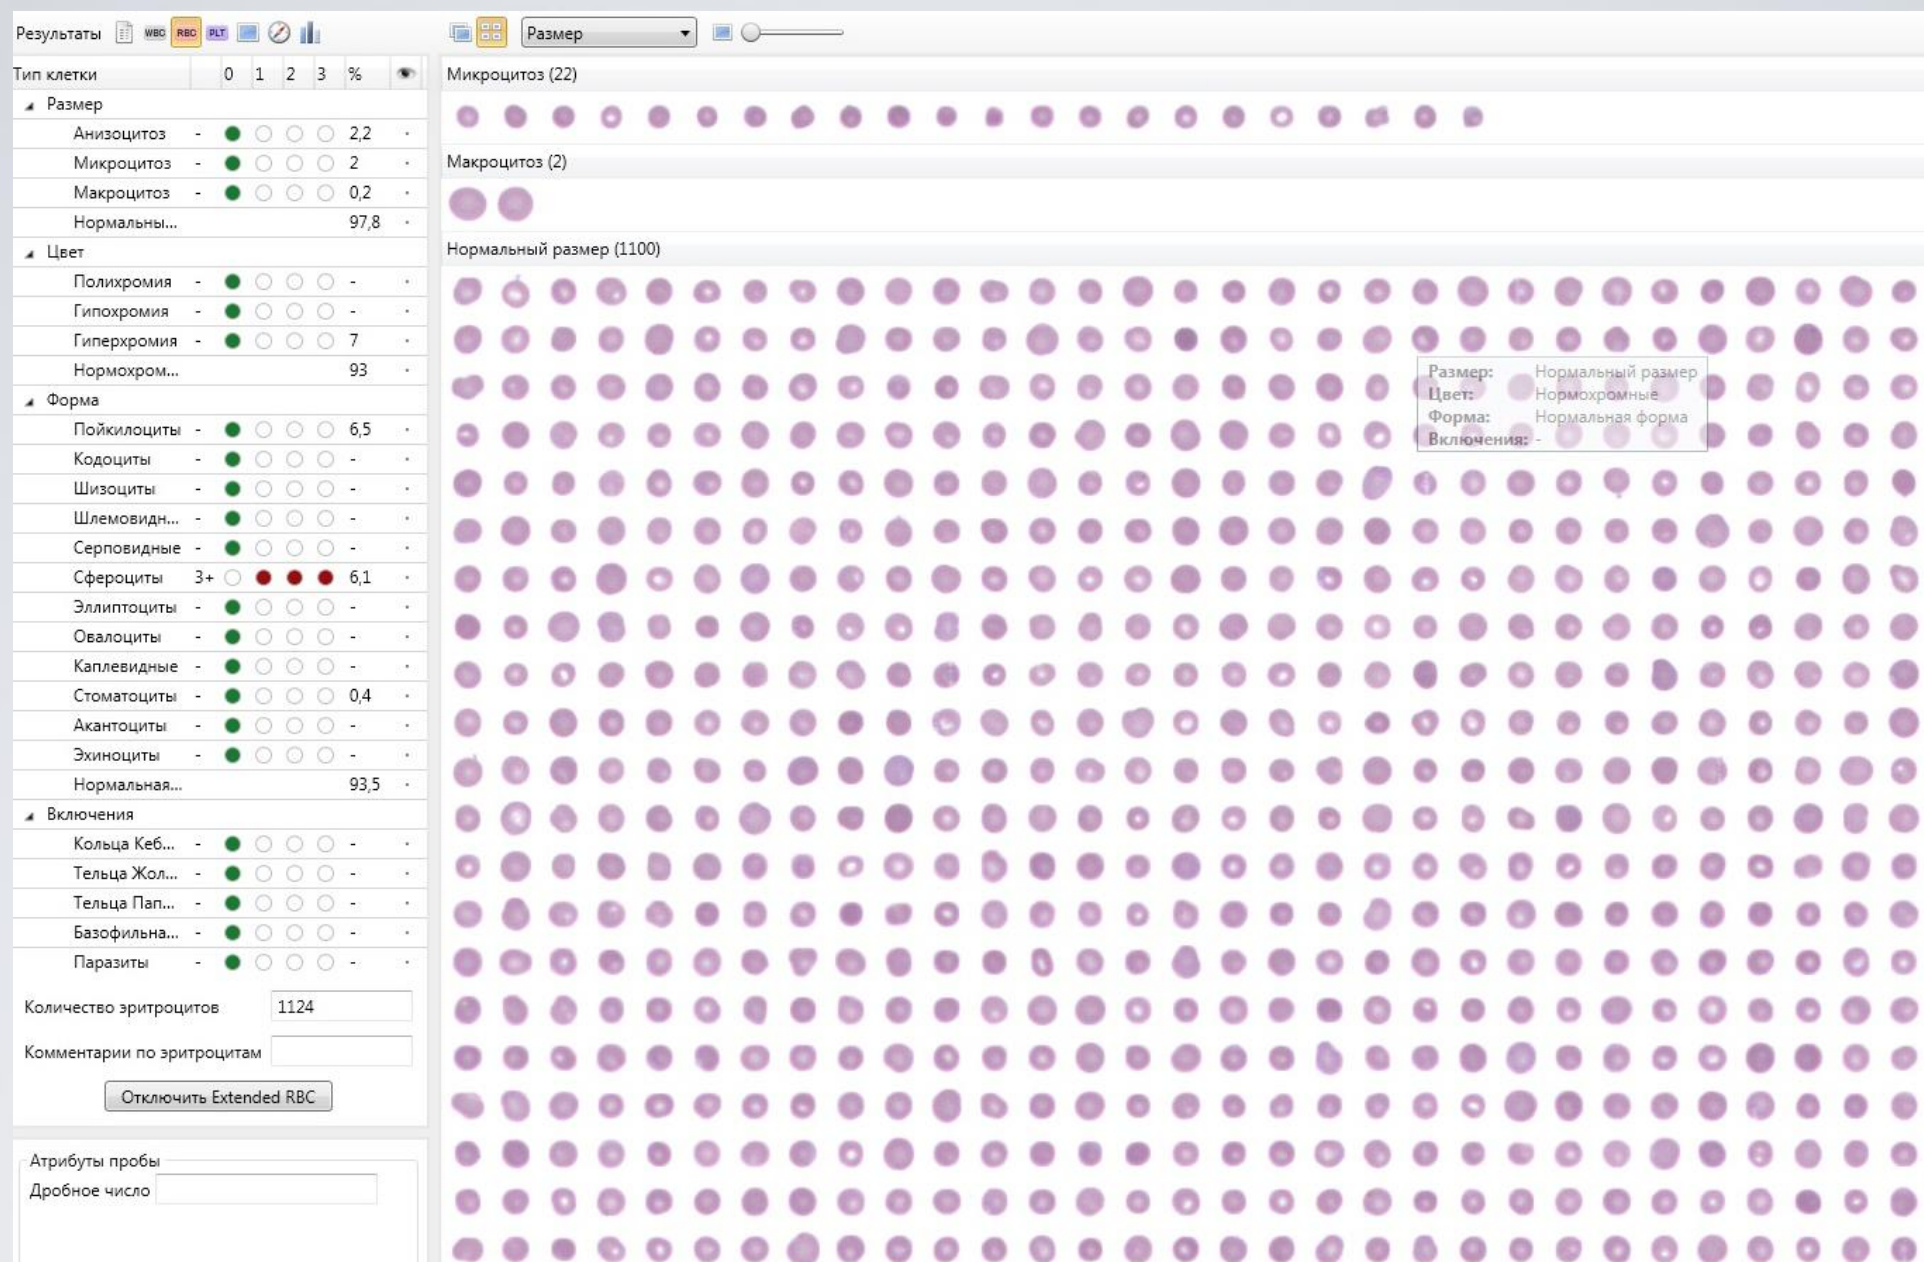 Результаты WBC RBC PLT
Тип клетки 0 1 2 3 %
Размер
Анизоцитоз - 2,2
Микроцитоз - 2
Макроцитоз - 0,2
Нормальны... 97,8
Цвет
Полихромия - -
Гипохромия - -
Гиперхромия - 7
Нормохром... 93
Форма
Пойкилоциты - 6,5
Кодоциты - -
Шизоциты - -
Шлемовидн... - -
Серповидные - -
Сфероциты 3+ 6,1
Эллиптоциты - -
Овалоциты - -
Каплевидные - -
Стоматоциты - 0,4
Акантоциты - -
Эхиноциты - -
Нормальная... 93,5
Включения
Кольца Кеб... - -
Тельца Жол... - -
Тельца Пап... - -
Базофильна... - -
Паразиты - -
Количество эритроцитов 1124
Комментарии по эритроцитам
Отключить Extended RBC
Атрибуты пробы
Дробное число
Размер
Микроцитоз (22)
Макроцитоз (2)
Нормальный размер (1100)
Размер: Нормальный размер
Цвет: Нормохромные
Форма: Нормальная форма
Включения: -